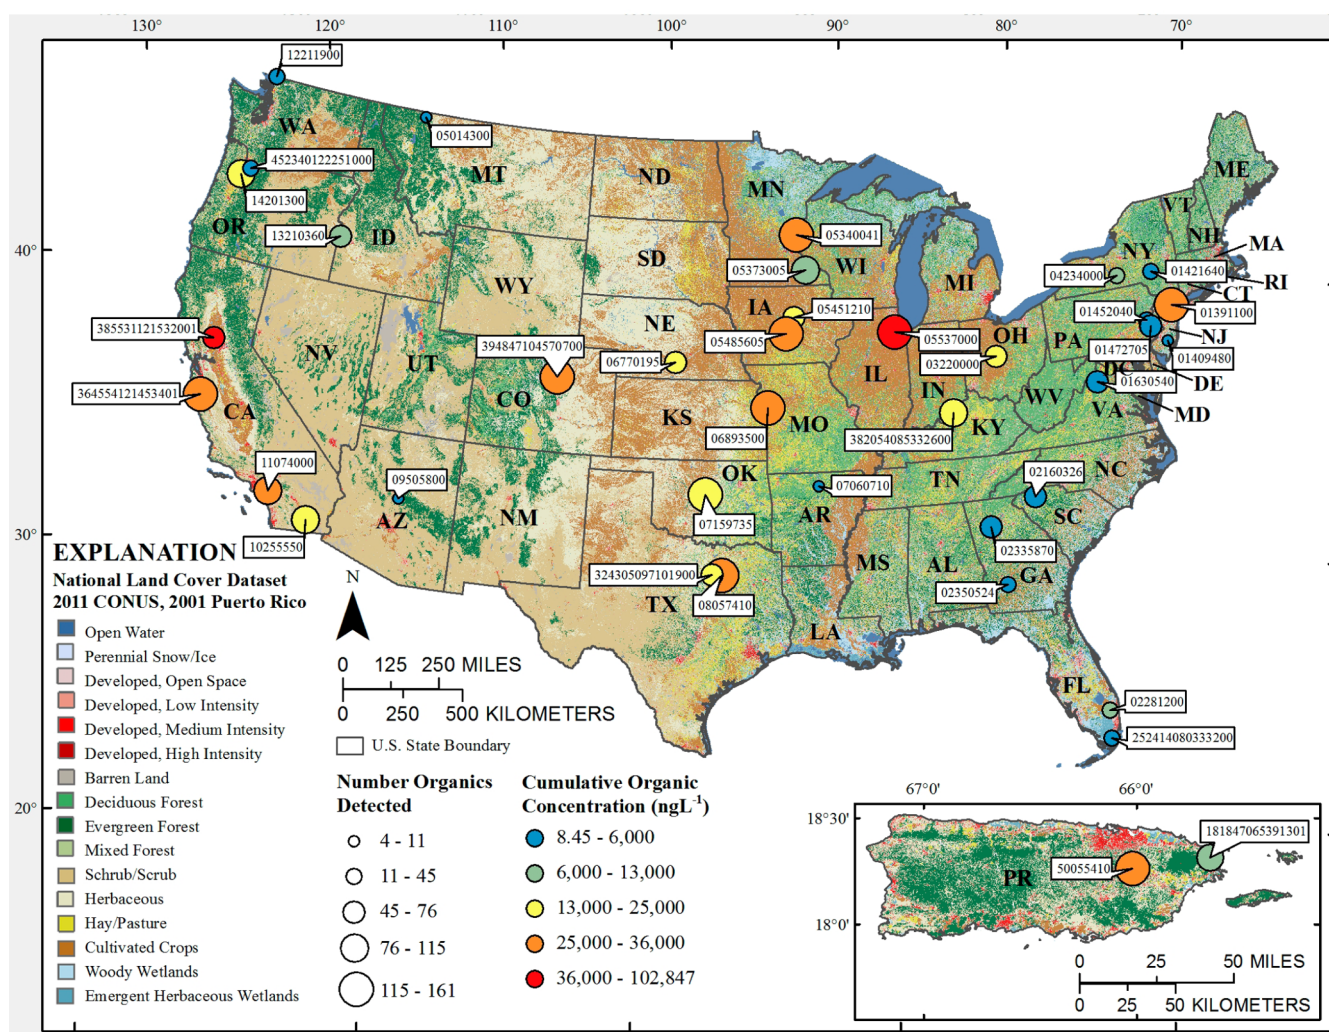 130°
120°
110°
100°
90°
80°
70°
12211900
05014300
WA
452340122251000
14201300
OR
13210360
ID
MT
ND
MN
ME
VT
NH
MA
NY
RI
CT
40°
05340041
05373005
WI
MI
04234000
01421640
01452040
01391100
SD
WY
385531121532001
NV
UT
NE
IA
05451210
05485605
394847104570700
06770195
05537000
OH
03220000
PA
NJ
01472705
01409480
DC
DE
01630540
MD
364554121453401
CA
CO
KS
IL
IN
WV
VA
MO
06893500
382054085332600
KY
11074000
09505800
AZ
NM
OK
07159735
07060710
AR
TN
02160326
NC
SC
10255550
02335870
MS
AL
GA
02350524
324305097101900
TX
08057410
LA
FL
02281200
252414080333200
30°
20°
EXPLANATION
National Land Cover Dataset
2011 CONUS, 2001 Puerto Rico
Open Water
Perennial Snow/Ice
Developed, Open Space
Developed, Low Intensity
Developed, Medium Intensity
Developed, High Intensity
Barren Land
Deciduous Forest
Evergreen Forest
Mixed Forest
Schrub/Scrub
Herbaceous
Hay/Pasture
Cultivated Crops
Woody Wetlands
Emergent Herbaceous Wetlands
N
0 125 250 MILES
0 250 500 KILOMETERS
U.S. State Boundary
Number Organics
Detected
4 - 11
11 - 45
45 - 76
76 - 115
115 - 161
Cumulative Organic
Concentration (ngL⁻¹)
8.45 - 6,000
6,000 - 13,000
13,000 - 25,000
25,000 - 36,000
36,000 - 102,847
67°0'
66°0'
18°50'
18°0'
181847065391301
50055410
PR
0 25 50 MILES
0 25 50 KILOMETERS